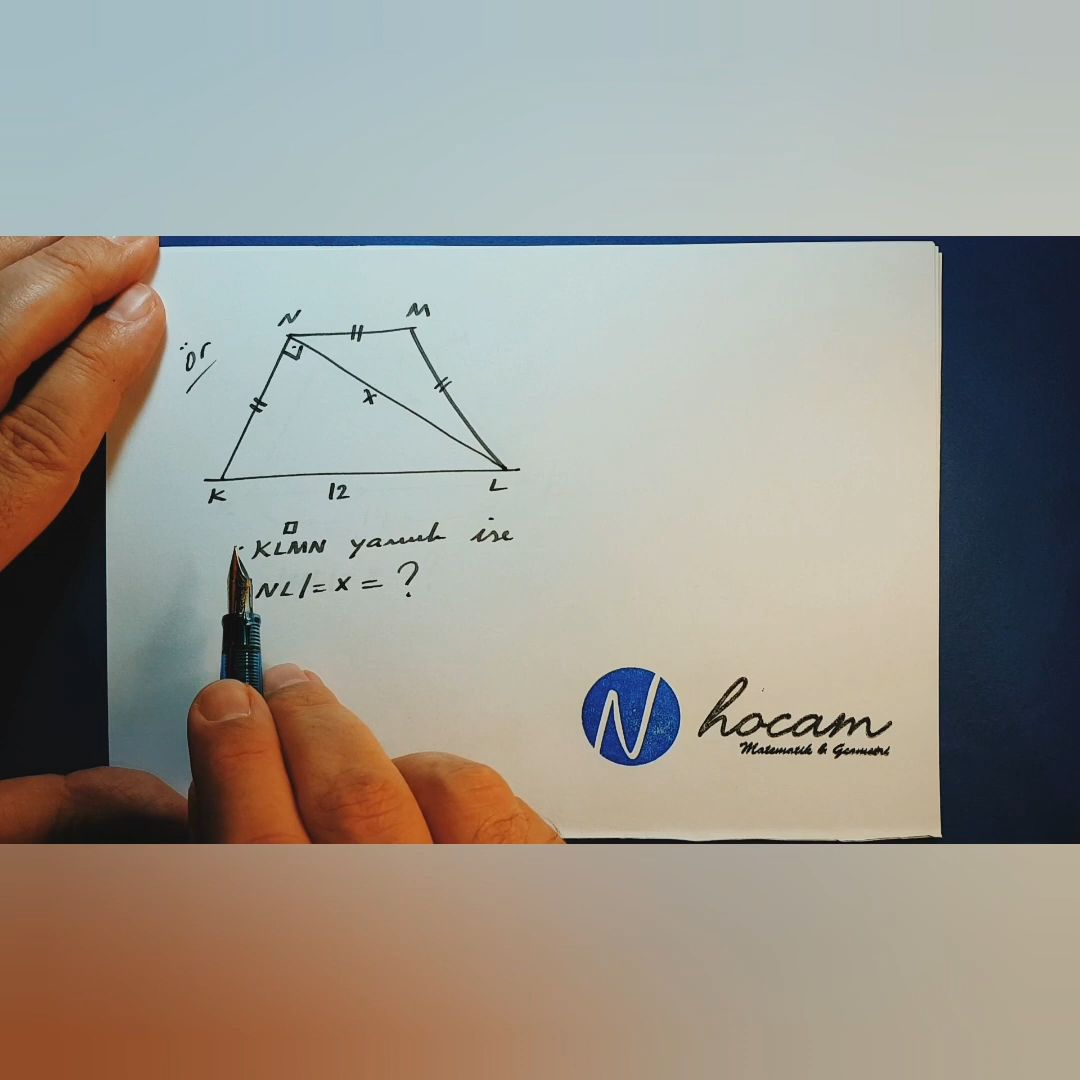 ör
N M
x
K 12 L
KLMN yamuk ise
NL/ = x = ?
N hocam
Matematik & Geometri